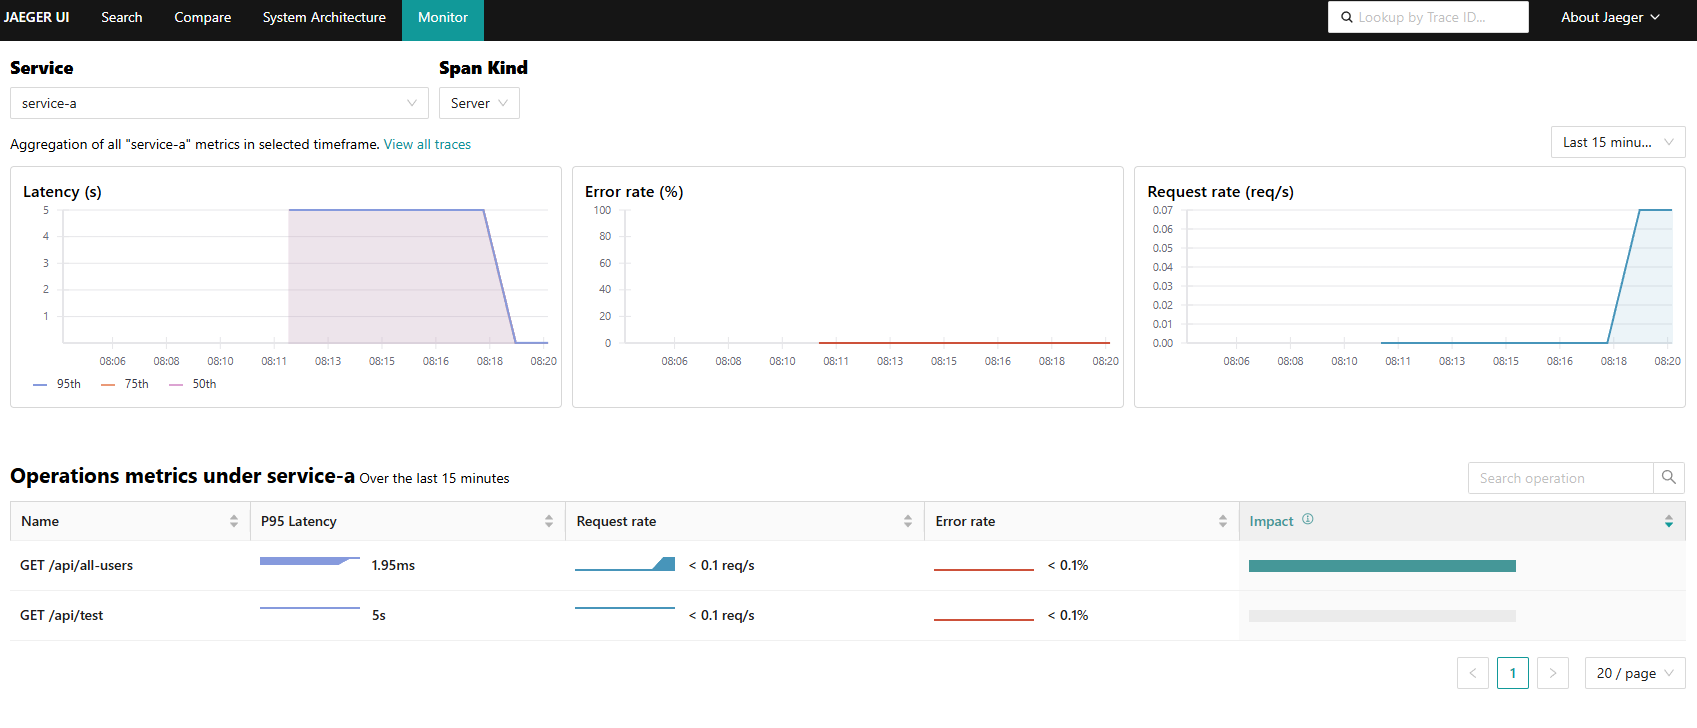 JAEGER UI Search Compare System Architecture Monitor Lookup by Trace ID... About Jaeger
Service Span Kind
service-a Server
Aggregation of all "service-a" metrics in selected timeframe. View all traces Last 15 minu...
Latency (s)
5
4
3
2
1
08:06 08:08 08:10 08:11 08:13 08:15 08:16 08:18 08:20
95th 75th 50th
Error rate (%)
100
80
60
40
20
0
08:06 08:08 08:10 08:11 08:13 08:15 08:16 08:18 08:20
Request rate (req/s)
0.07
0.06
0.05
0.04
0.03
0.02
0.01
0.00
08:06 08:08 08:10 08:11 08:13 08:15 08:16 08:18 08:20
Operations metrics under service-a Over the last 15 minutes Search operation
Name P95 Latency Request rate Error rate Impact
GET /api/all-users 1.95ms < 0.1 req/s < 0.1%
GET /api/test 5s < 0.1 req/s < 0.1%
< 1 > 20 / page